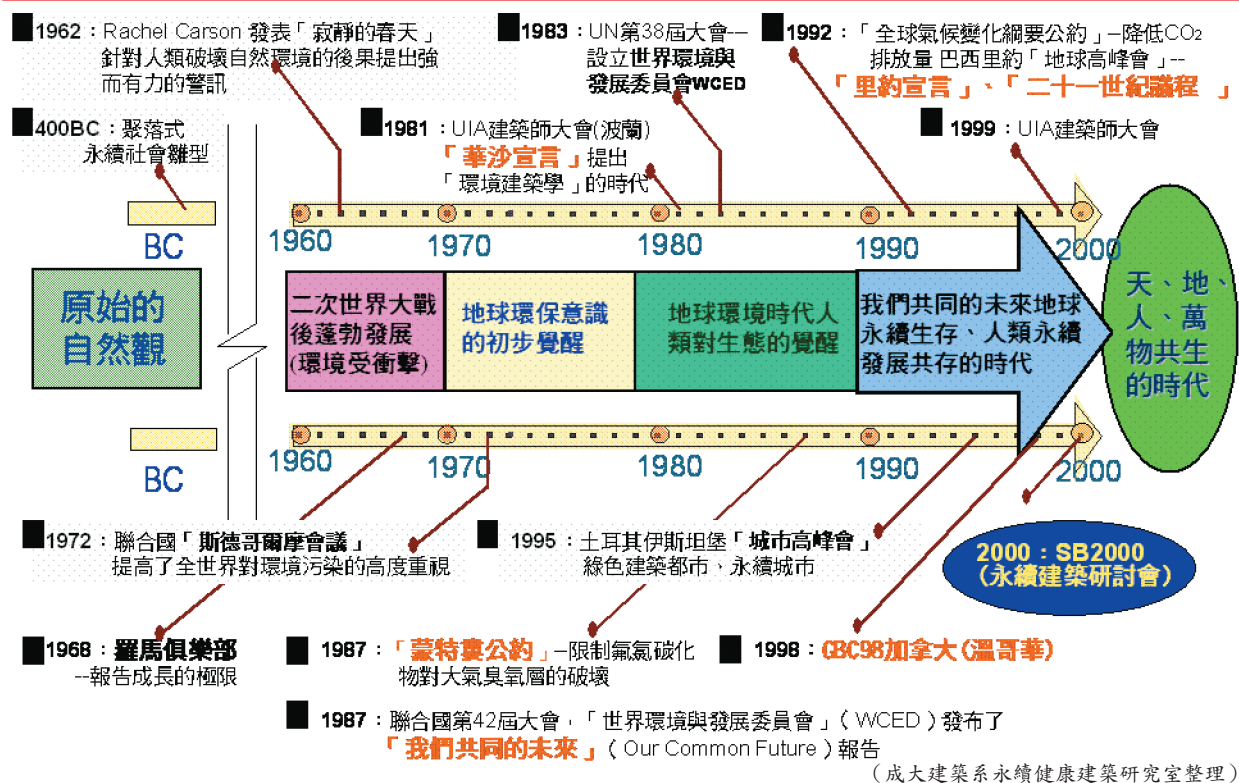 1962：Rachel Carson 發表「寂靜的春天」
針對人類破壞自然環境的後果提出強
而有力的警訊
1983：UN第38屆大會--
設立世界環境與
發展委員會WCED
1992：「全球氣候變化綱要公約」–降低CO2
排放量 巴西里約「地球高峰會」--
「里約宣言」、「二十一世紀議程」
400BC：聚落式
永續社會雛型
1981：UIA建築師大會(波蘭)
「華沙宣言」提出
「環境建築學」的時代
1999：UIA建築師大會
BC
1960
1970
1980
1990
2000
原始的
自然觀
二次世界大戰
後蓬勃發展
(環境受衝擊)
地球環保意識
的初步覺醒
地球環境時代人
類對生態的覺醒
我們共同的未來地球
永續生存、人類永續
發展共存的時代
天、地、
人、萬
物共生
的時代
BC
1960
1970
1980
1990
2000
1972：聯合國「斯德哥爾摩會議」
提高了全世界對環境污染的高度重視
1995：土耳其伊斯坦堡「城市高峰會」
綠色建築都市、永續城市
2000：SB2000
（永續建築研討會）
1968：羅馬俱樂部
--報告成長的極限
1987：「蒙特婁公約」–限制氟氯碳化
物對大氣臭氧層的破壞
1998：GBC98加拿大(溫哥華)
1987：聯合國第42屆大會，「世界環境與發展委員會」（WCED）發布了
「我們共同的未來」（Our Common Future）報告
（成大建築系永續健康建築研究室整理）